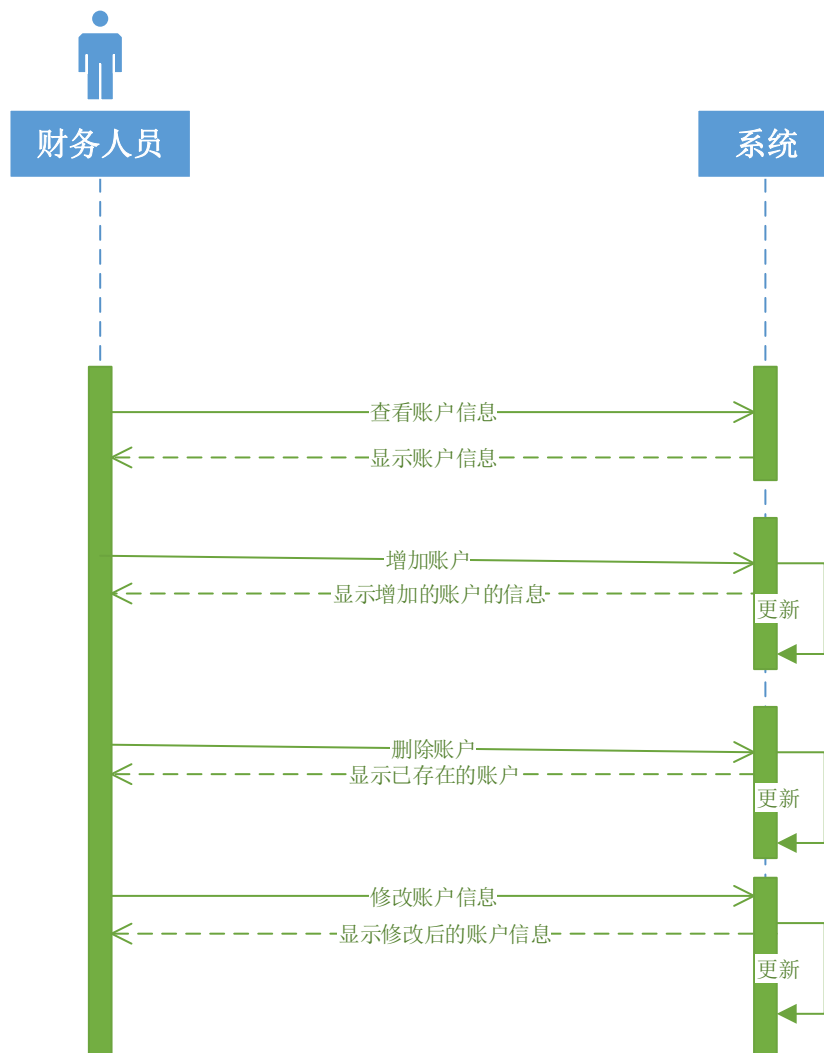 财务人员
系统
查看账户信息
显示账户信息
增加账户
显示增加的账户的信息
更新
删除账户
显示已存在的账户
更新
修改账户信息
显示修改后的账户信息
更新